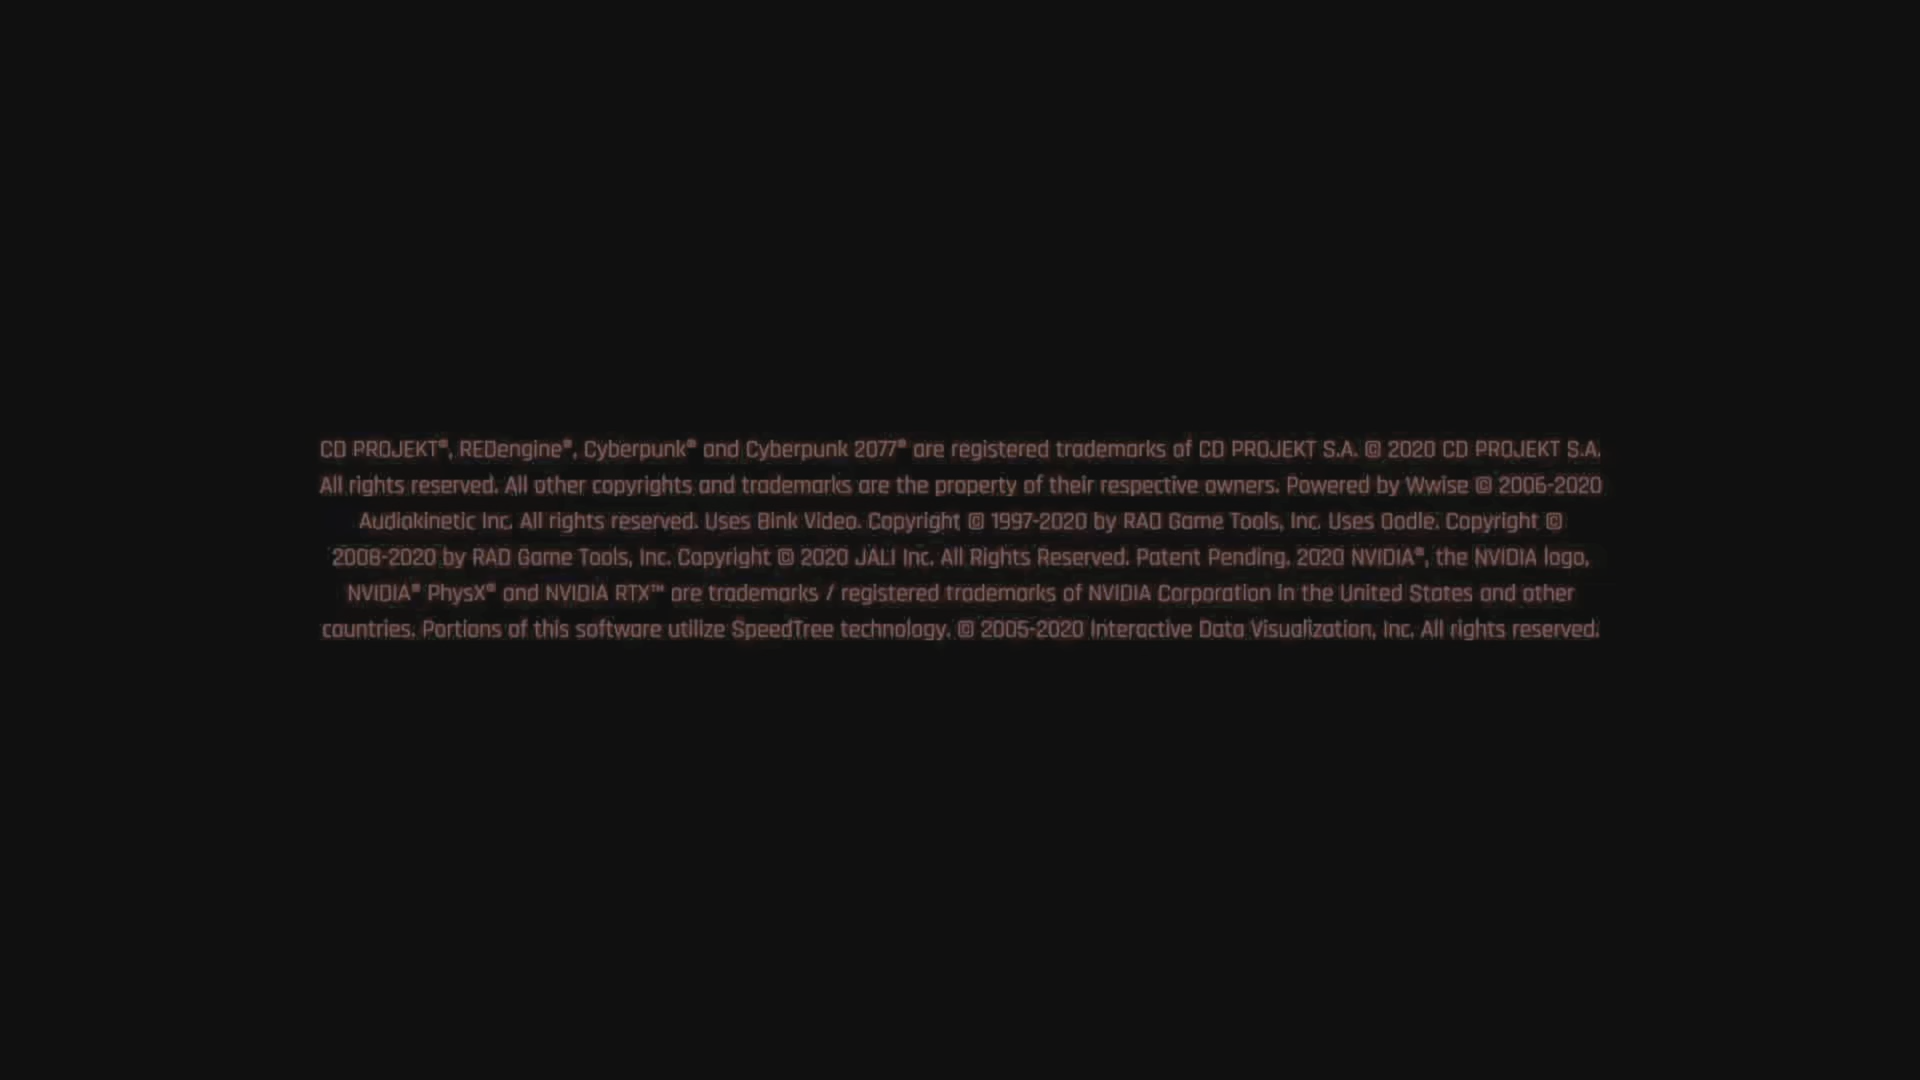 CD PROJEKT®, REDengine®, Cyberpunk® and Cyberpunk 2077® are registered trademarks of CD PROJEKT S.A. © 2020 CD PROJEKT S.A.
All rights reserved. All other copyrights and trademarks are the property of their respective owners. Powered by Wwise © 2006-2020
Audiokinetic Inc. All rights reserved. Uses Bink Video. Copyright © 1997-2020 by RAD Game Tools, Inc. Uses Oodle. Copyright ©
2008-2020 by RAD Game Tools, Inc. Copyright © 2020 JALI Inc. All Rights Reserved. Patent Pending. 2020 NVIDIA®, the NVIDIA logo,
NVIDIA® PhysX® and NVIDIA RTX™ are trademarks / registered trademarks of NVIDIA Corporation in the United States and other
countries. Portions of this software utilize SpeedTree technology. © 2005-2020 Interactive Data Visualization, Inc. All rights reserved.